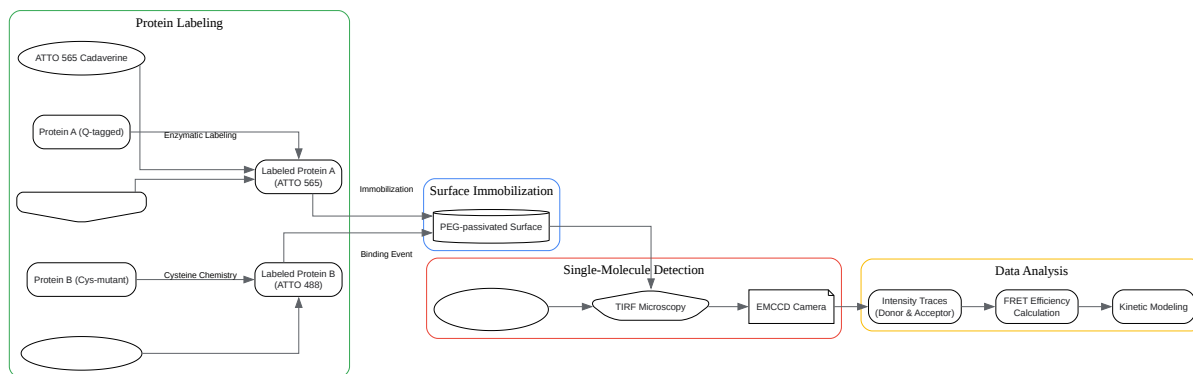 Protein Labeling
ATTO 565 Cadaverine
Protein A (Q-tagged)
Enzymatic Labeling
Labeled Protein A
(ATTO 565)
Protein B (Cys-mutant)
Cysteine Chemistry
Labeled Protein B
(ATTO 488)
Immobilization
Binding Event
Surface Immobilization
PEG-passivated Surface
Single-Molecule Detection
TIRF Microscopy
EMCCD Camera
Data Analysis
Intensity Traces
(Donor & Acceptor)
FRET Efficiency
Calculation
Kinetic Modeling